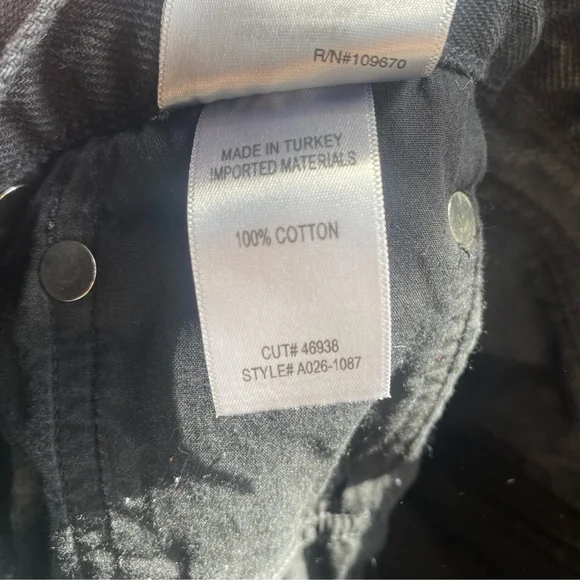 R/N#109670
MADE IN TURKEY
IMPORTED MATERIALS
100% COTTON
CUT# 46938
STYLE# A026-1087